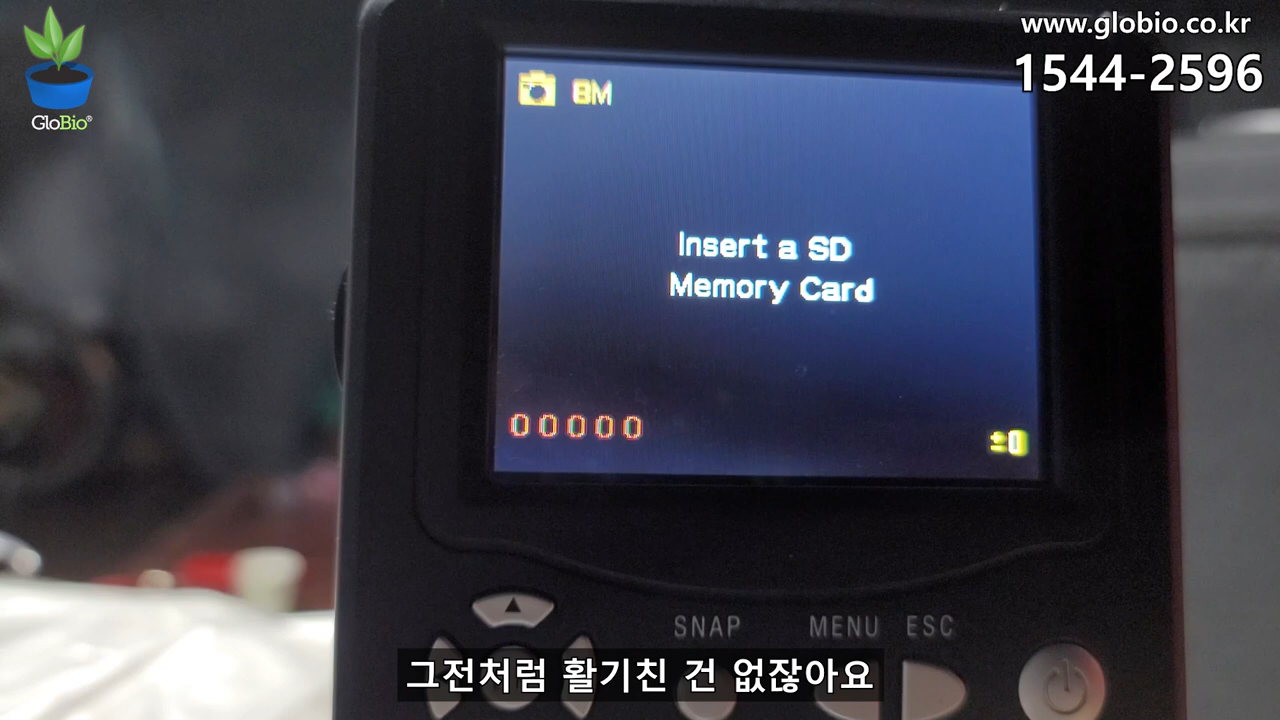 www.globio.co.kr
1544-2596
GloBio®
8M
Insert a SD
Memory Card
00000
±0
SNAP
MENU
ESC
그전처럼 활기친 건 없잖아요